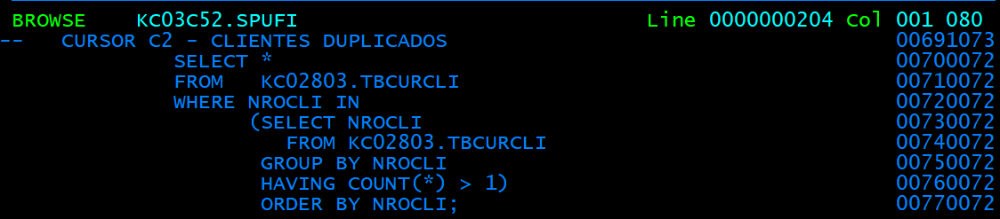 BROWSE    KC03C52.SPUFI                            Line 0000000204 Col 001 080
--   CURSOR C2 - CLIENTES DUPLICADOS                                    00691073
              SELECT *                                                  00700072
              FROM   KC02803.TBCURCLI                                   00710072
              WHERE NROCLI IN                                           00720072
                    (SELECT NROCLI                                      00730072
                       FROM KC02803.TBCURCLI                            00740072
                     GROUP BY NROCLI                                    00750072
                     HAVING COUNT(*) > 1)                               00760072
                     ORDER BY NROCLI;                                   00770072